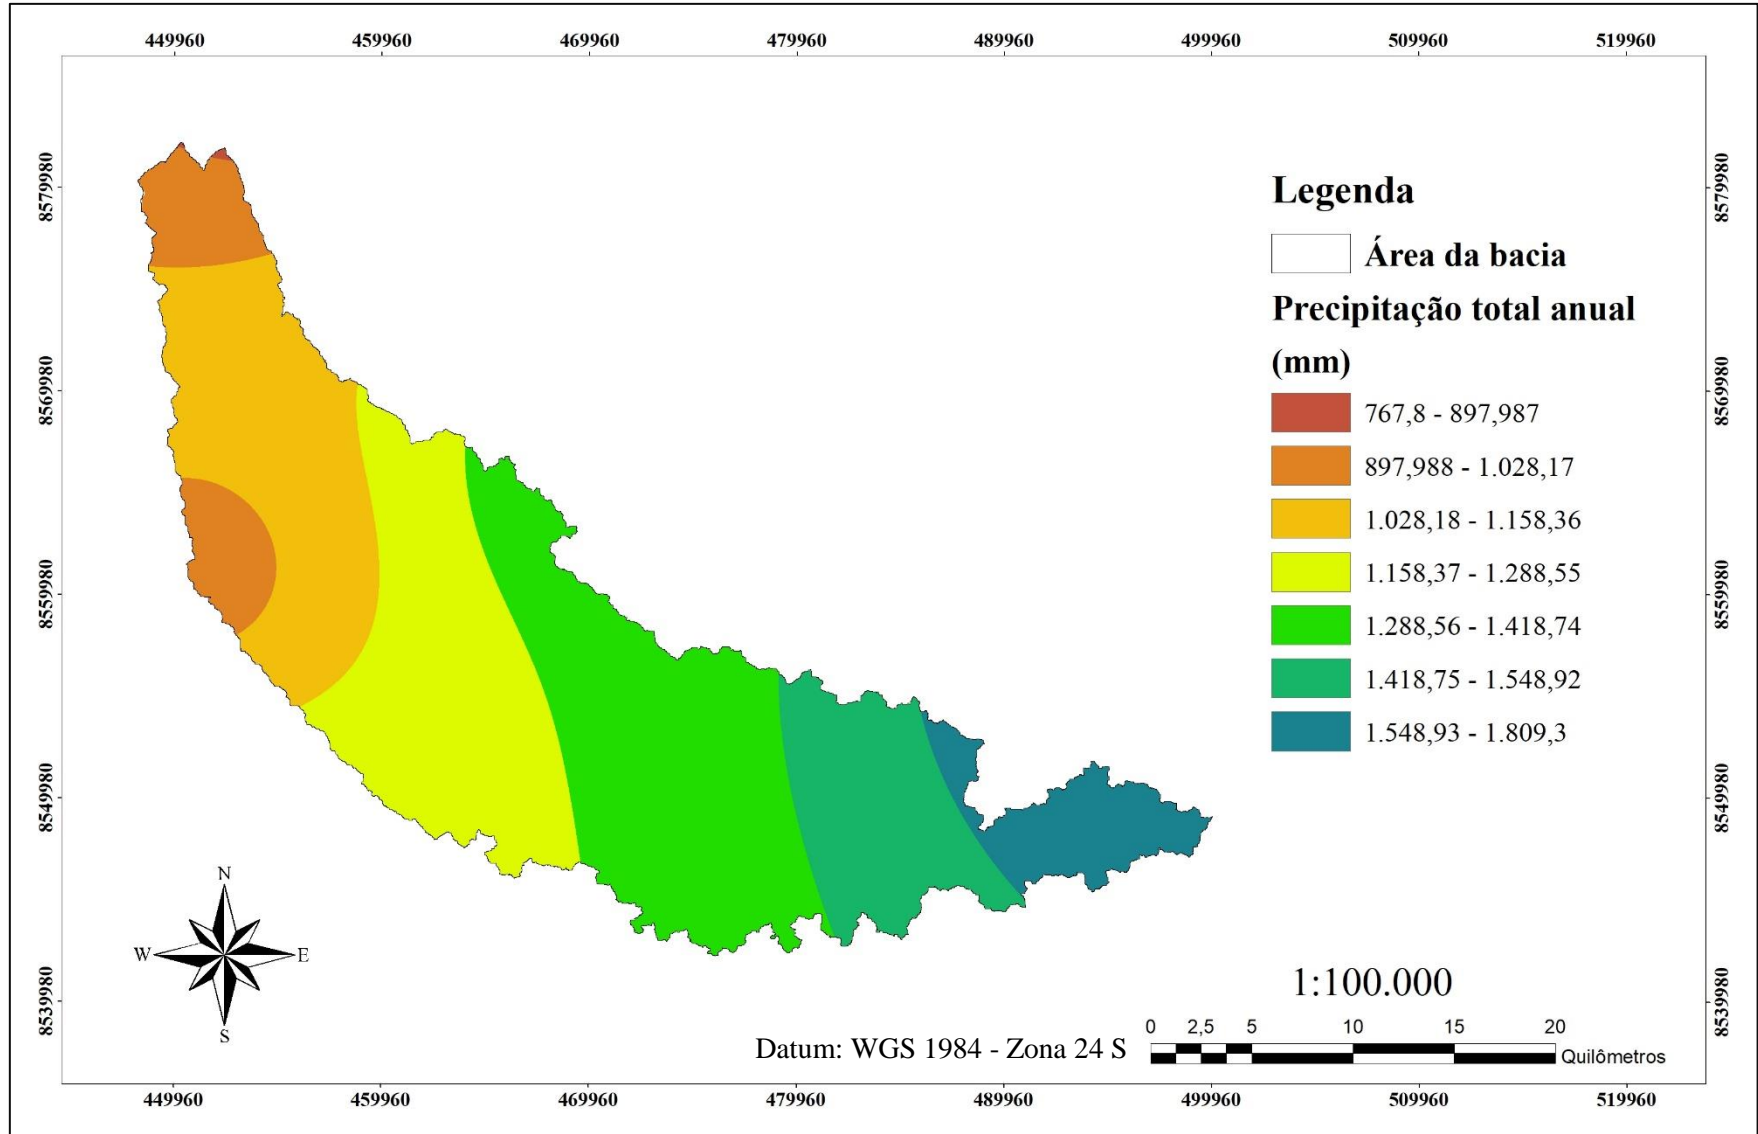 449960 459960 469960 479960 489960 499960 509960 519960
8579980
8569980
8559980
8549980
8539980
8579980
8569980
8559980
8549980
8539980
Legenda
Área da bacia
Precipitação total anual
(mm)
767,8 - 897,987
897,988 - 1.028,17
1.028,18 - 1.158,36
1.158,37 - 1.288,55
1.288,56 - 1.418,74
1.418,75 - 1.548,92
1.548,93 - 1.809,3
N
W E
S
1:100.000
0 2,5 5 10 15 20
Quilômetros
Datum: WGS 1984 - Zona 24 S
449960 459960 469960 479960 489960 499960 509960 519960